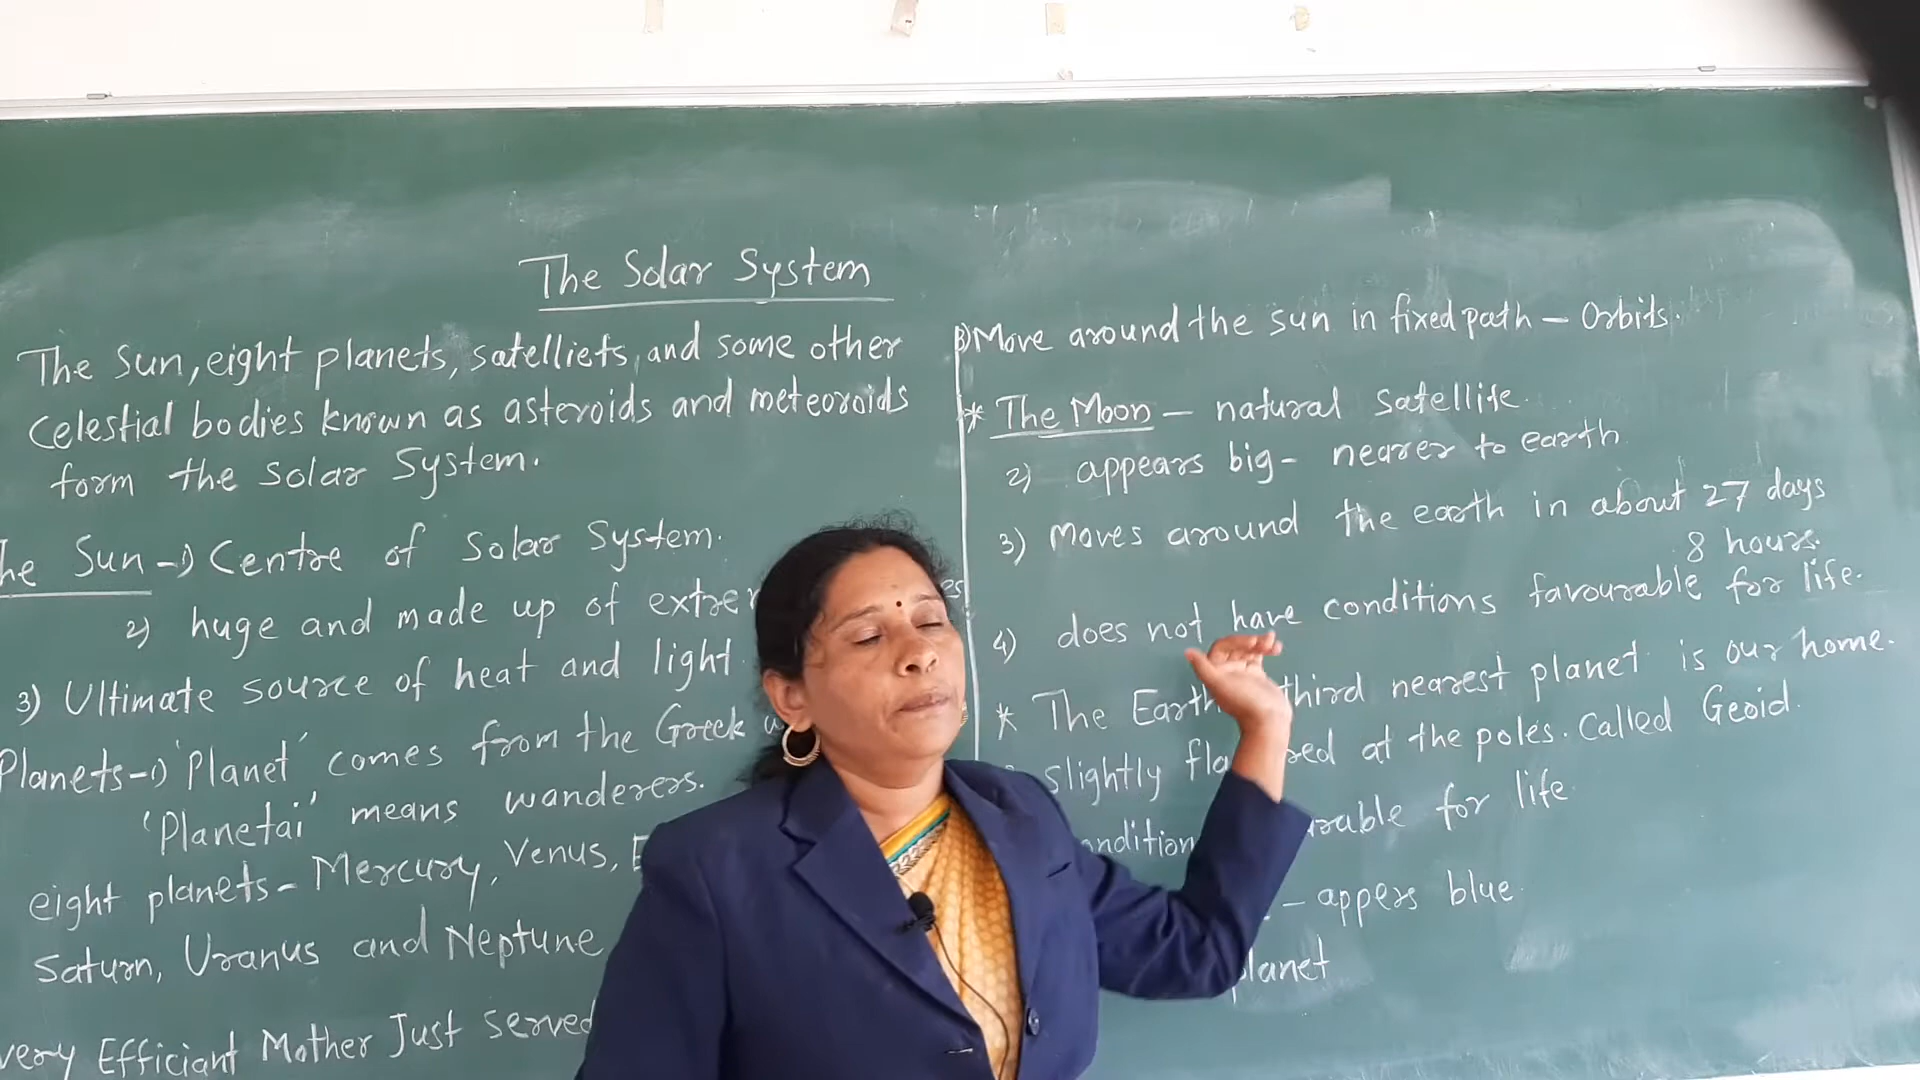 The Solar System
The Sun, eight planets, satelliets, and some other
Celestial bodies known as asteroids and meteoroids
form the Solar System.
The Sun -1) Centre of Solar System.
2) huge and made up of
3) Ultimate source of heat and light
Planets -1) 'Planet' comes from the Greek
'Planetai' means wanderers.
eight planets - Mercury, Venus,
Saturn, Uranus and Neptune
very Efficiant Mother Just served
3) Move around the sun in fixed path - Orbits.
* The Moon - natural satellite.
2) appears big - nearer to earth
3) Moves around the earth in about 27 days
8 hours.
4) does not have conditions favourable for life.
* The Earth third nearest planet is our home.
slightly at the poles. Called Geoid.
for life
- appers blue.
planet